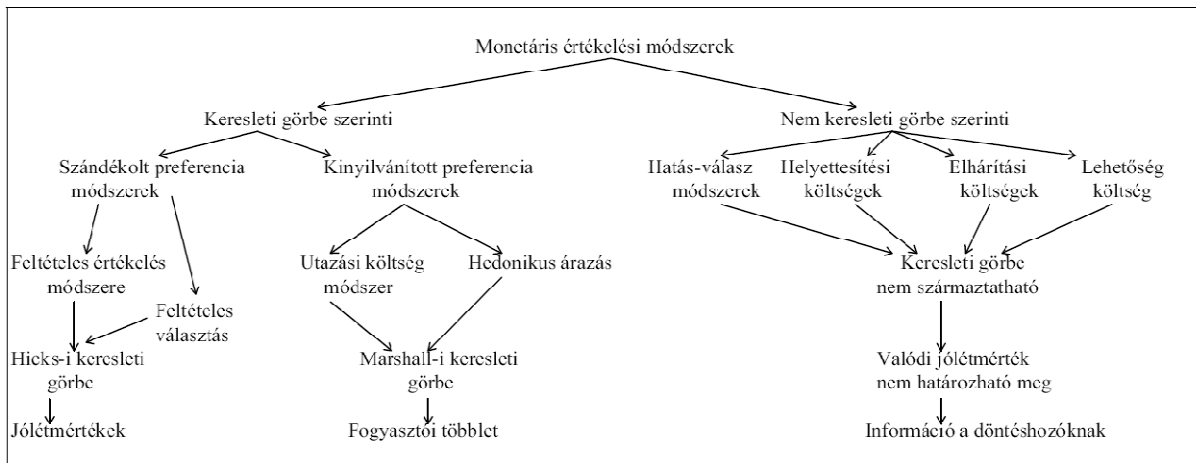 Monetáris értékelési módszerek
Keresleti görbe szerinti
Nem keresleti görbe szerinti
Szándékolt preferencia
módszerek
Kinyilvánított preferencia
módszerek
Hatás-válasz
módszerek
Helyettesítési
költségek
Elhárítási
költségek
Lehetőség
költség
Feltételes értékelés
módszere
Feltételes
választás
Utazási költség
módszer
Hedonikus árazás
Keresleti görbe
nem származtatható
Hicks-i keresleti
görbe
Marshall-i keresleti
görbe
Valódi jólétmérték
nem határozható meg
Jólétmértékek
Fogyasztói többlet
Információ a döntéshozóknak